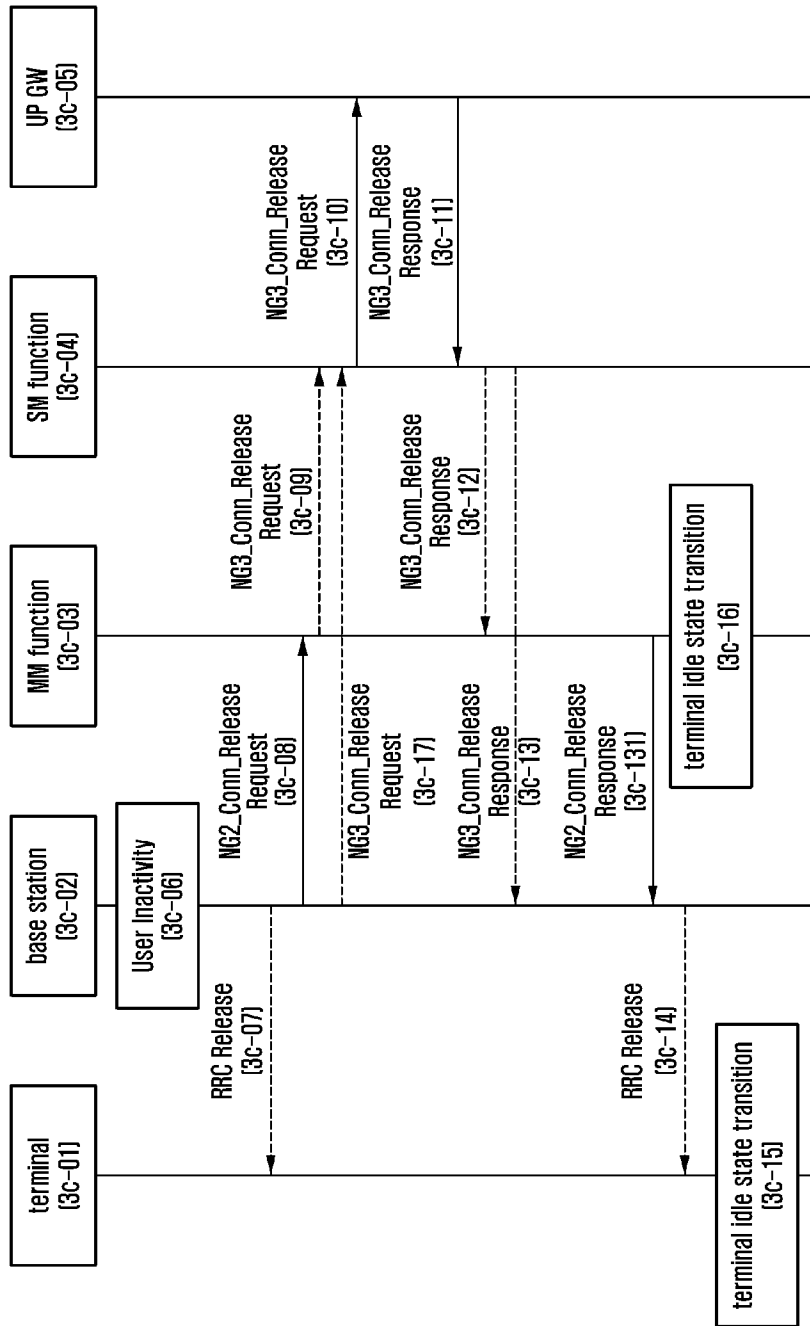 terminal
(3c-01)
base station
(3c-02)
MM function
(3c-03)
SM function
(3c-04)
UP GW
(3c-05)
User Inactivity
(3c-06)
RRC Release
(3c-07)
NG2_Conn_Release
Request
(3c-08)
NG3_Conn_Release
Request
(3c-09)
NG3_Conn_Release
Request
(3c-10)
NG3_Conn_Release
Request
(3c-17)
NG3_Conn_Release
Response
(3c-11)
NG3_Conn_Release
Response
(3c-12)
NG3_Conn_Release
Response
(3c-13)
NG2_Conn_Release
Response
(3c-131)
RRC Release
(3c-14)
terminal idle state transition
(3c-15)
terminal idle state transition
(3c-16)